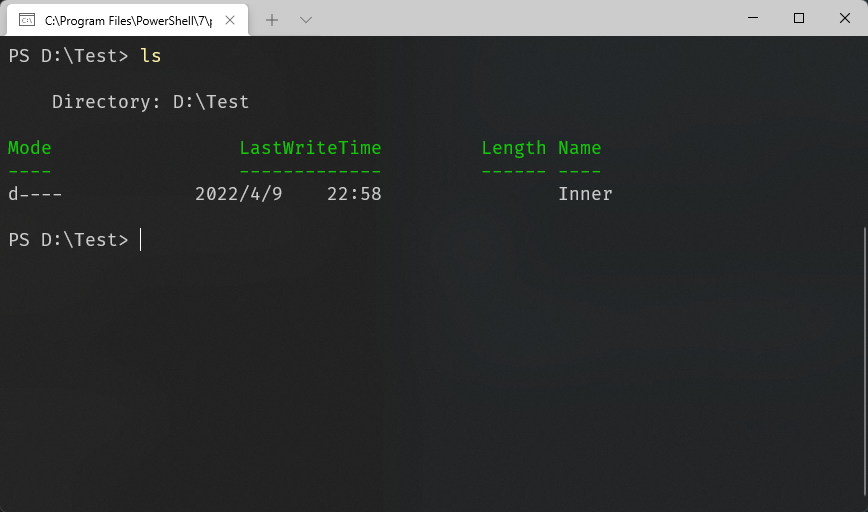 C:\Program Files\PowerShell\7\p
PS D:\Test> ls
Directory: D:\Test
Mode                 LastWriteTime         Length Name
----                 -------------         ------ ----
d----            2022/4/9    22:58                Inner
PS D:\Test>